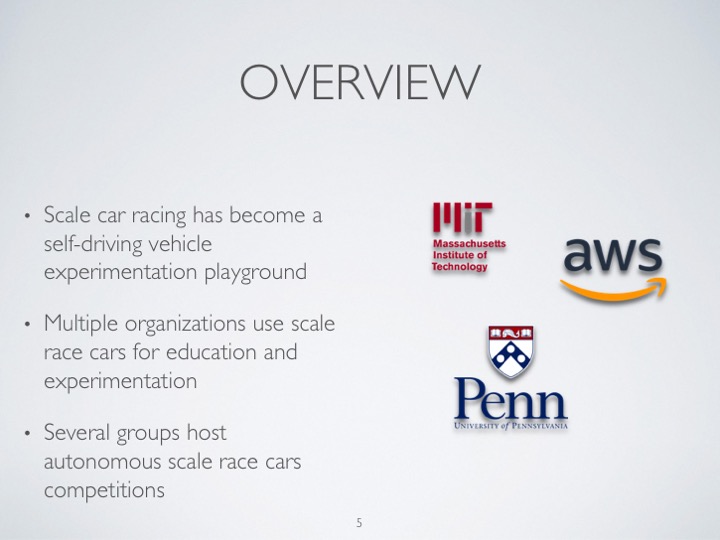 OVERVIEW
• Scale car racing has become a
self-driving vehicle
experimentation playground
• Multiple organizations use scale
race cars for education and
experimentation
• Several groups host
autonomous scale race cars
competitions
MIT
Massachusetts
Institute of
Technology
aws
Penn
UNIVERSITY of PENNSYLVANIA
5